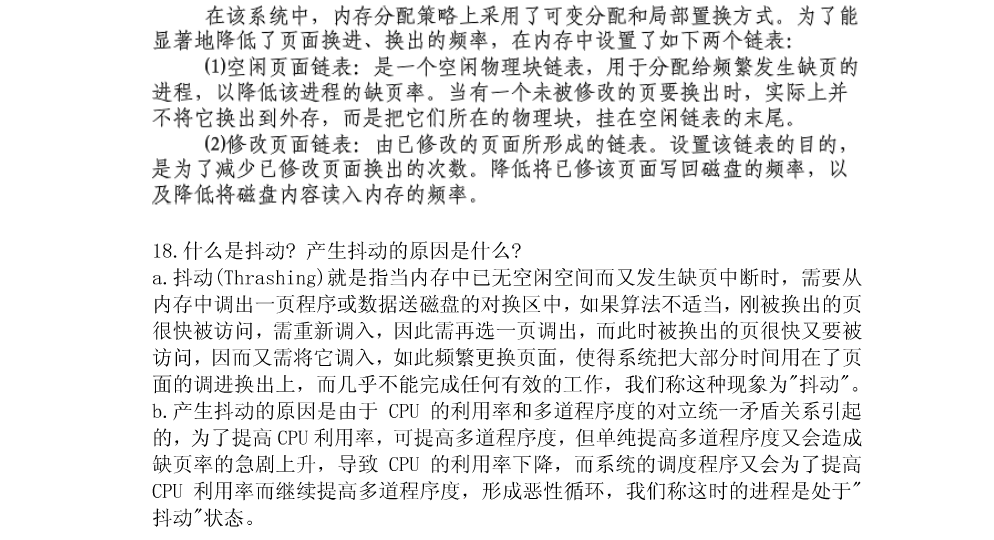 在该系统中，内存分配策略上采用了可变分配和局部置换方式。为了能
显著地降低了页面换进、换出的频率，在内存中设置了如下两个链表：
⑴空闲页面链表：是一个空闲物理块链表，用于分配给频繁发生缺页的
进程，以降低该进程的缺页率。当有一个未被修改的页要换出时，实际上并
不将它换出到外存，而是把它们所在的物理块，挂在空闲链表的末尾。
⑵修改页面链表：由已修改的页面所形成的链表。设置该链表的目的，
是为了减少已修改页面换出的次数。降低将已修该页面写回磁盘的频率，以
及降低将磁盘内容读入内存的频率。
18.什么是抖动? 产生抖动的原因是什么?
a.抖动(Thrashing)就是指当内存中已无空闲空间而又发生缺页中断时，需要从
内存中调出一页程序或数据送磁盘的对换区中，如果算法不适当，刚被换出的页
很快被访问，需重新调入，因此需再选一页调出，而此时被换出的页很快又要被
访问，因而又需将它调入，如此频繁更换页面，使得系统把大部分时间用在了页
面的调进换出上，而几乎不能完成任何有效的工作，我们称这种现象为"抖动"。
b.产生抖动的原因是由于 CPU 的利用率和多道程序度的对立统一矛盾关系引起
的，为了提高 CPU 利用率，可提高多道程序度，但单纯提高多道程序度又会造成
缺页率的急剧上升，导致 CPU 的利用率下降，而系统的调度程序又会为了提高
CPU 利用率而继续提高多道程序度，形成恶性循环，我们称这时的进程是处于"
抖动"状态。